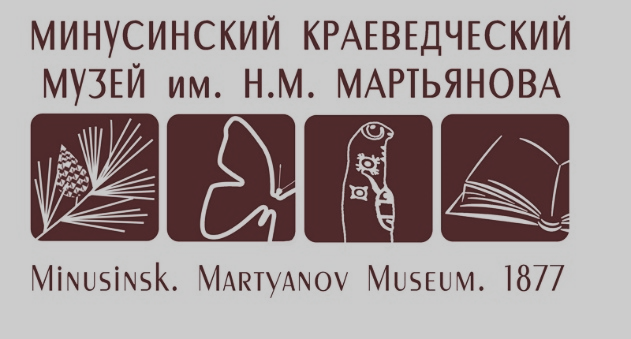 МИНУСИНСКИЙ КРАЕВЕДЧЕСКИЙ
МУЗЕЙ им. Н.М. МАРТЬЯНОВА
Minusinsk. Martyanov Museum. 1877